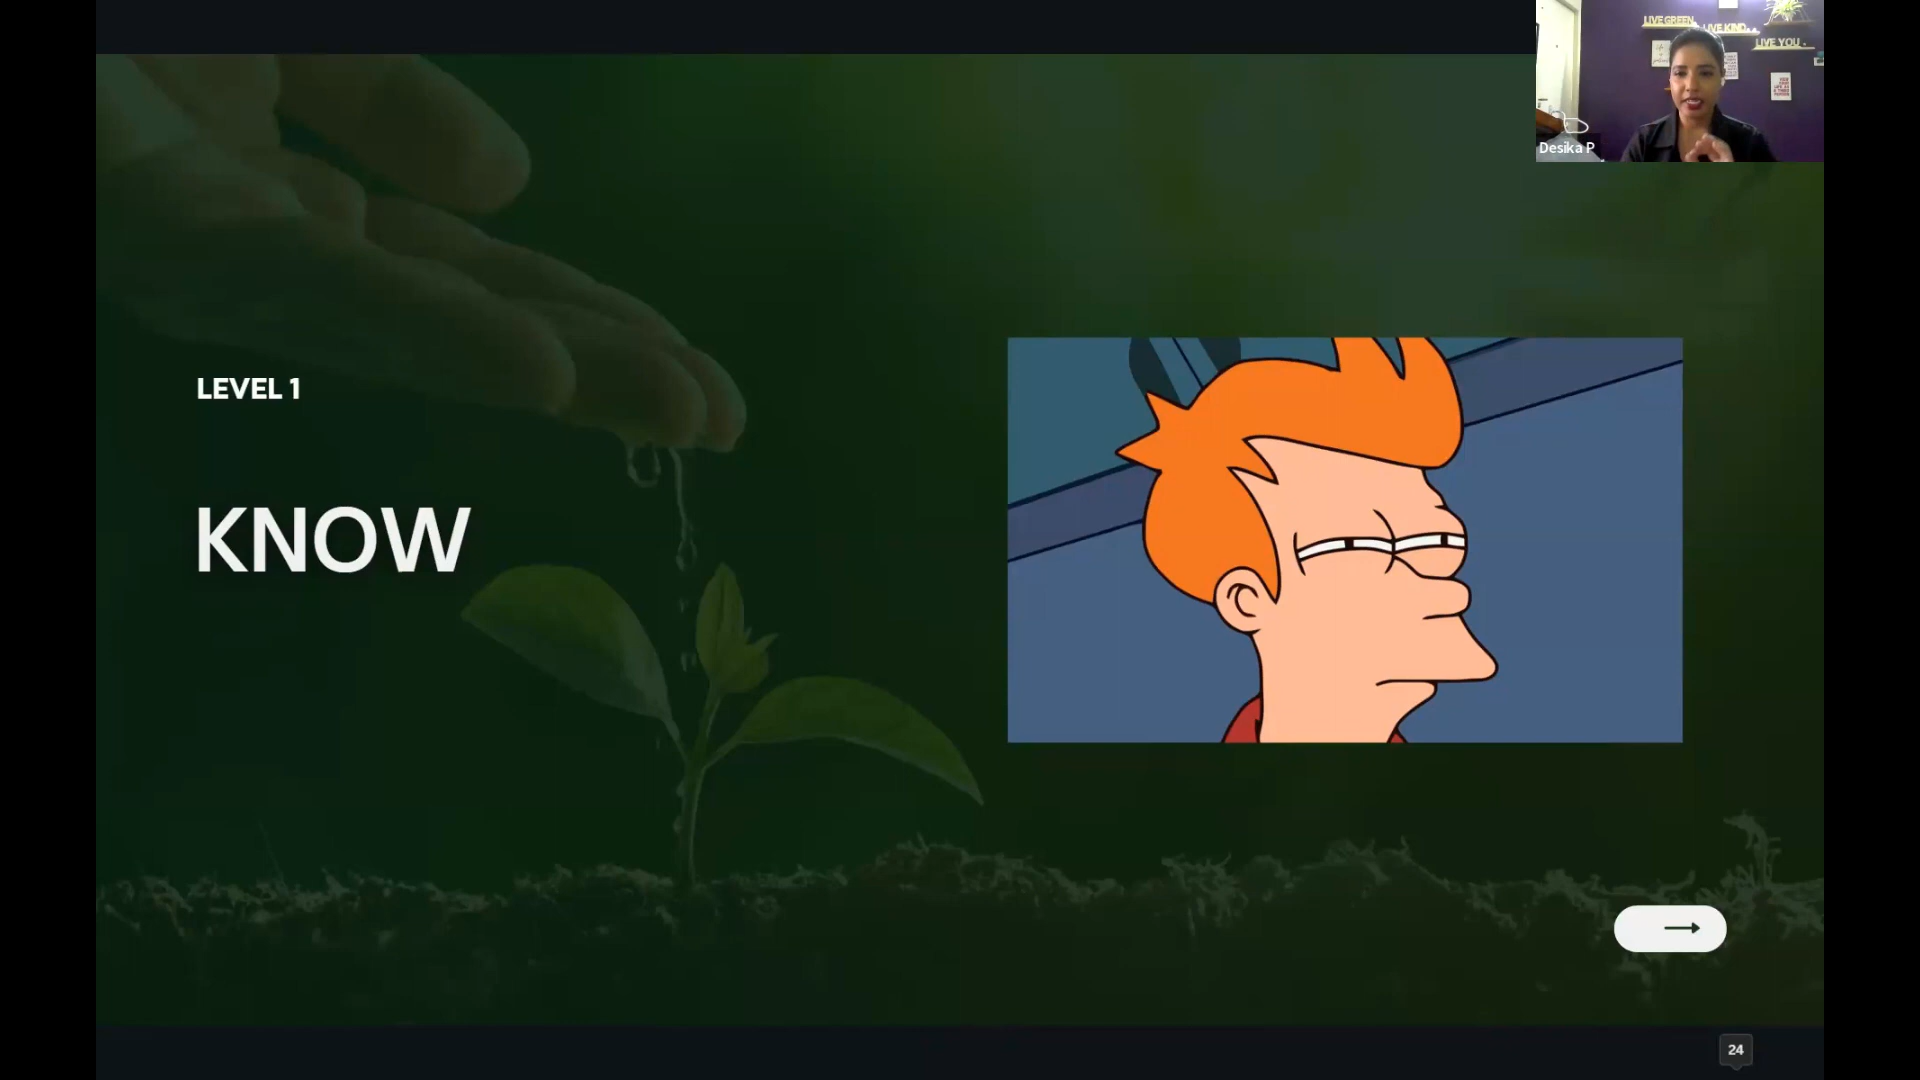 LIVE GREEN
LIVE KIND
LIVE YOU
Desika P
LEVEL 1
KNOW
24